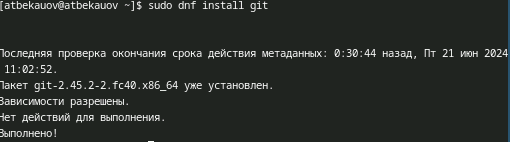 [atbekauov@atbekauov ~]$ sudo dnf install git
Последняя проверка окончания срока действия метаданных: 0:30:44 назад, Пт 21 июн 2024
11:02:52.
Пакет git-2.45.2-2.fc40.x86_64 уже установлен.
Зависимости разрешены.
Нет действий для выполнения.
Выполнено!